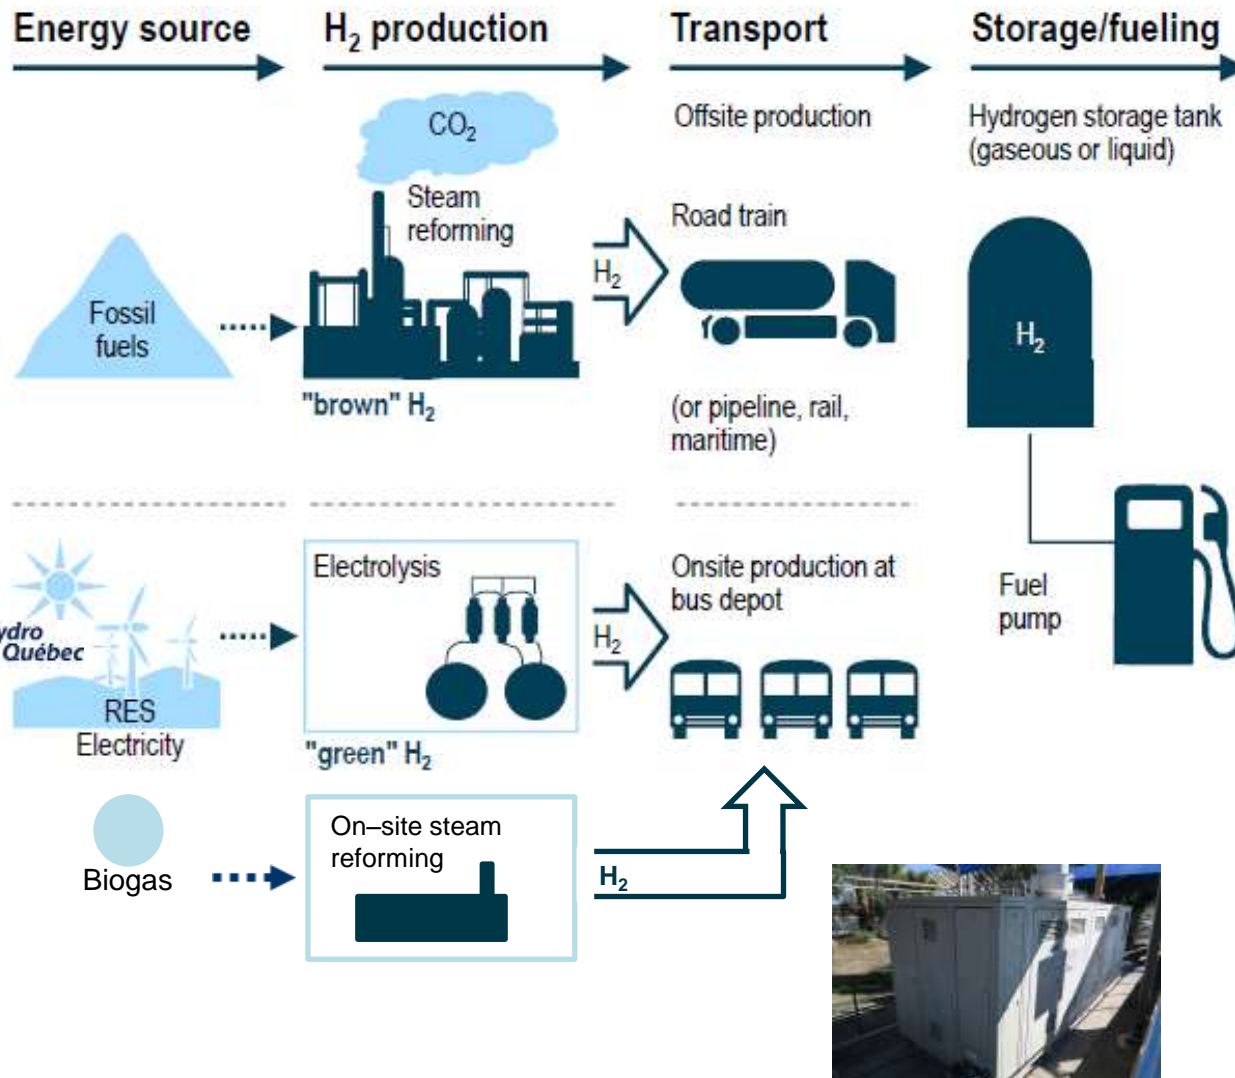 Energy source
H₂ production
Transport
Storage/fueling
CO₂
Offsite production
Hydrogen storage tank
(gaseous or liquid)
Steam
reforming
Road train
Fossil
fuels
H₂
H₂
"brown" H₂
(or pipeline, rail,
maritime)
Electrolysis
Onsite production at
bus depot
Fuel
pump
H₂
ydro
Québec
RES
Electricity
"green" H₂
On–site steam
reforming
Biogas
H₂